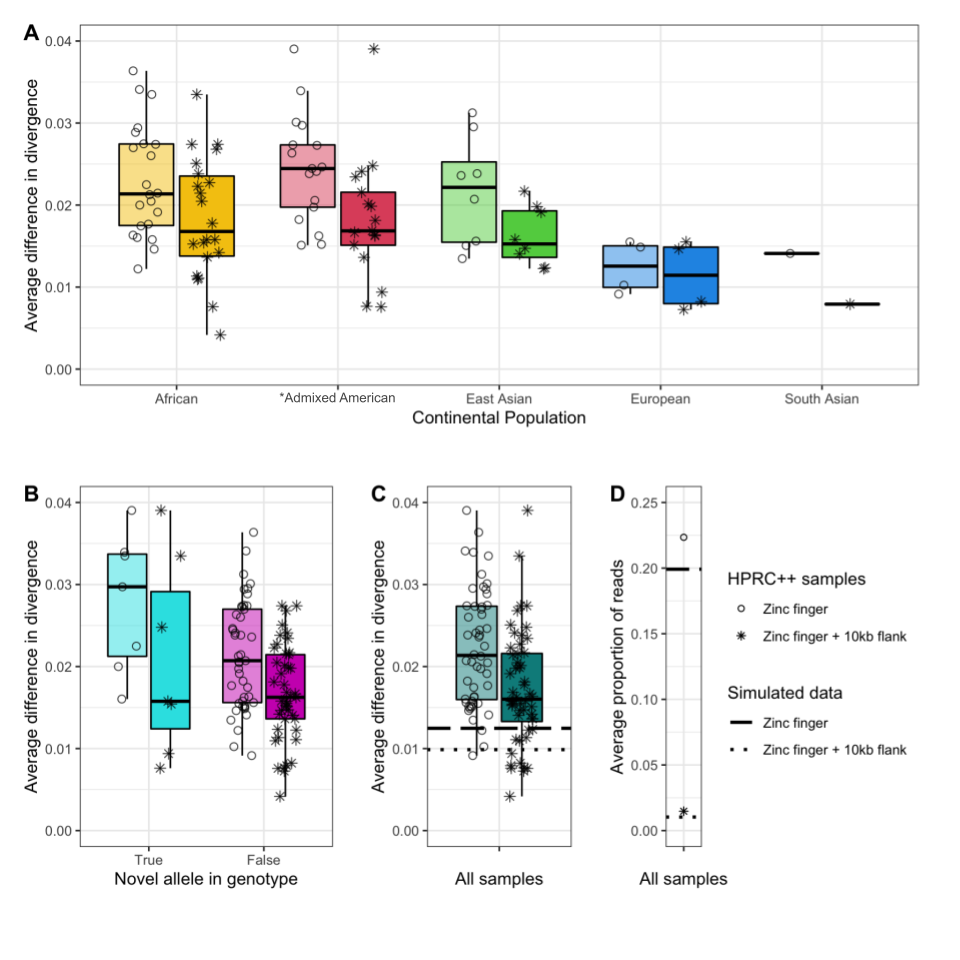 A
Average difference in divergence
0.04
0.03
0.02
0.01
0.00
African
*Admixed American
East Asian
European
South Asian
Continental Population
B
Average difference in divergence
0.04
0.03
0.02
0.01
0.00
True
False
Novel allele in genotype
C
Average difference in divergence
0.04
0.03
0.02
0.01
0.00
All samples
D
Average proportion of reads
0.25
0.20
0.15
0.10
0.05
0.00
All samples
HPRC++ samples
Zinc finger
Zinc finger + 10kb flank
Simulated data
Zinc finger
Zinc finger + 10kb flank